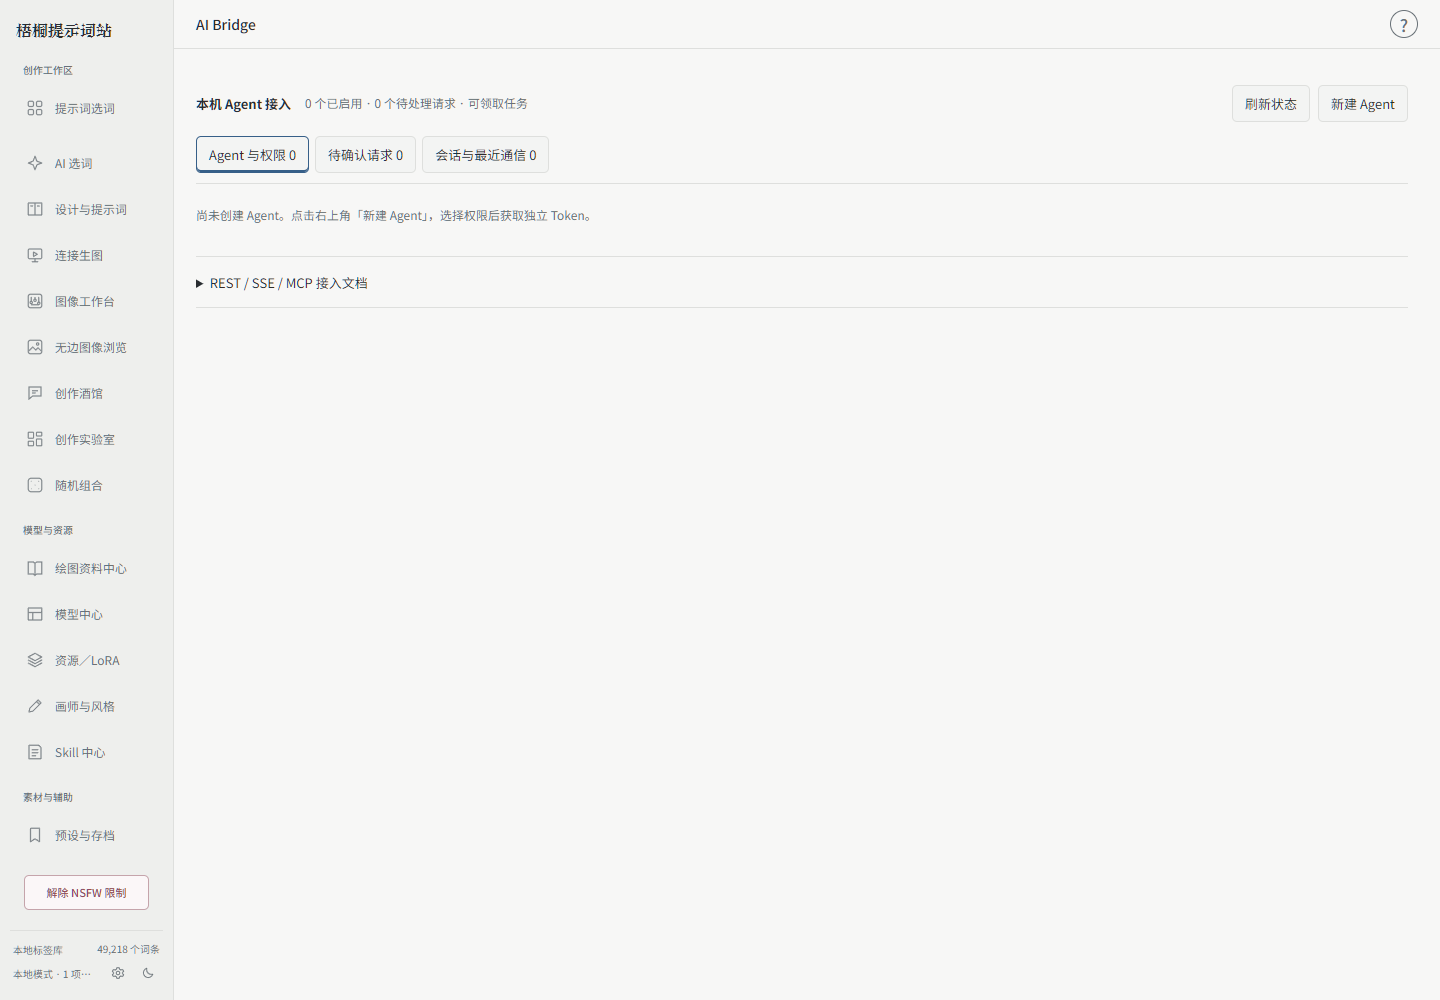 梧桐提示词站
创作工作区
提示词选词
AI 选词
设计与提示词
连接生图
图像工作台
无边图像浏览
创作酒馆
创作实验室
随机组合
模型与资源
绘图资料中心
模型中心
资源／LoRA
画师与风格
Skill 中心
素材与辅助
预设与存档
解除 NSFW 限制
本地标签库 49,218 个词条
本地模式 · 1 项…
AI Bridge
?
本机 Agent 接入 0 个已启用 · 0 个待处理请求 · 可领取任务
刷新状态 新建 Agent
Agent 与权限 0 待确认请求 0 会话与最近通信 0
尚未创建 Agent。点击右上角「新建 Agent」，选择权限后获取独立 Token。
REST / SSE / MCP 接入文档